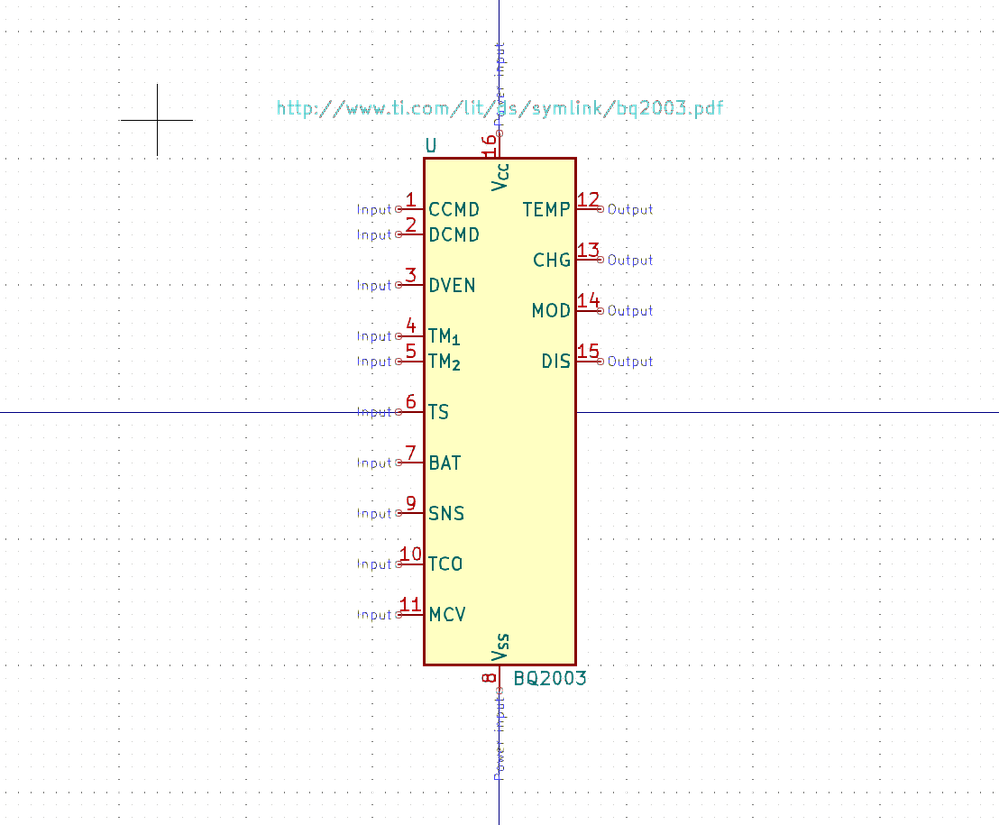 Power input
http://www.ti.com/lit/ds/symlink/bq2003.pdf
U
16
Vcc
Input 1 CCMD TEMP 12 Output
Input 2 DCMD
CHG 13 Output
Input 3 DVEN
MOD 14 Output
Input 4 TM1
Input 5 TM2 DIS 15 Output
Input 6 TS
Input 7 BAT
Input 9 SNS
Input 10 TCO
Input 11 MCV
Vss
8
BQ2003
Power input